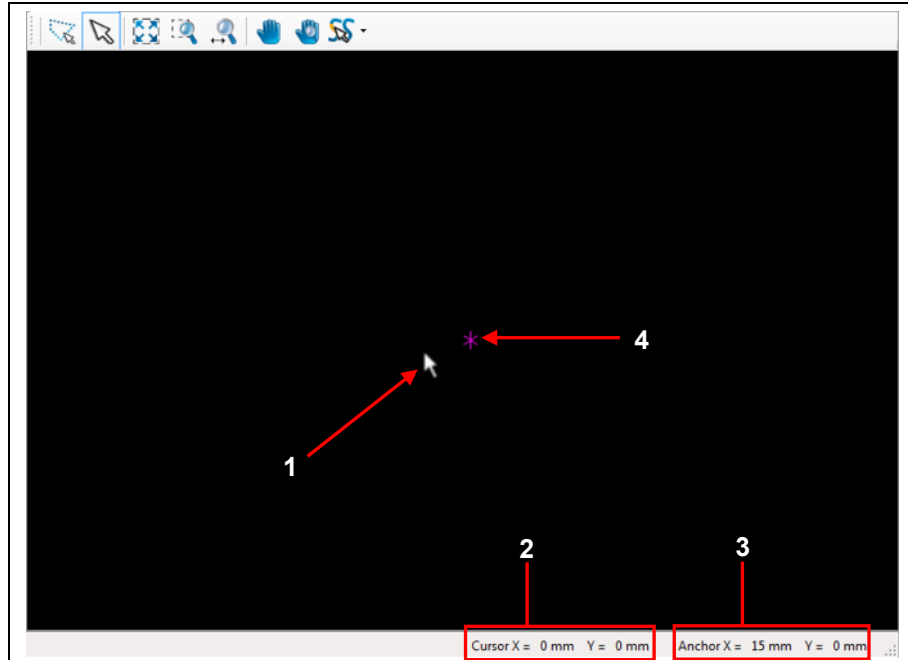 4
1
2 3
Cursor X = 0 mm Y = 0 mm Anchor X = 15 mm Y = 0 mm